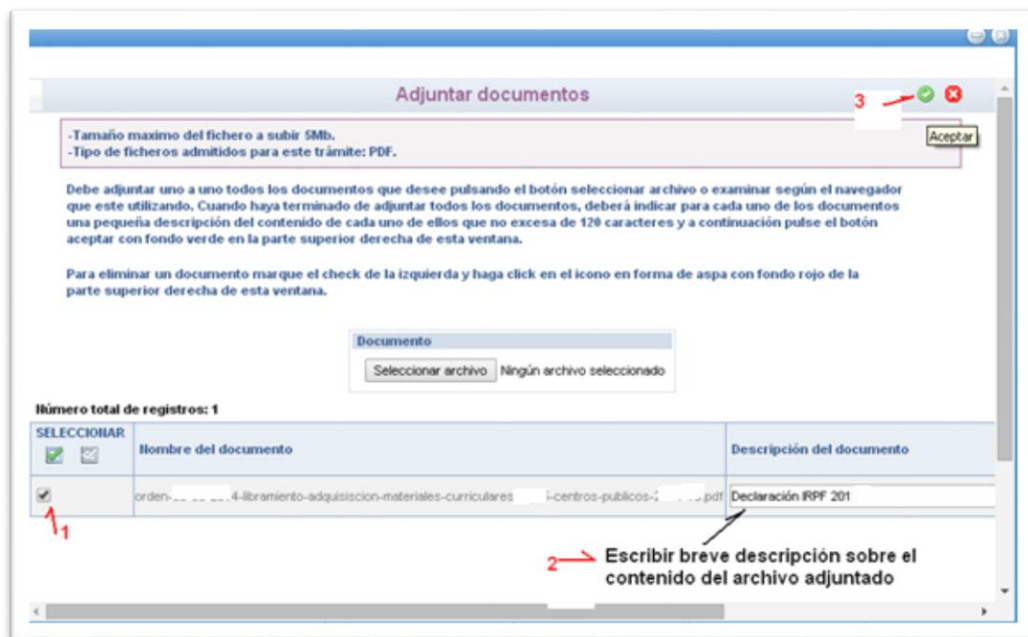 Adjuntar documentos
3
Aceptar
-Tamaño maximo del fichero a subir 5Mb.
-Tipo de ficheros admitidos para este trámite: PDF.
Debe adjuntar uno a uno todos los documentos que desee pulsando el botón seleccionar archivo o examinar según el navegador
que este utilizando. Cuando haya terminado de adjuntar todos los documentos, deberá indicar para cada uno de los documentos
una pequeña descripción del contenido de cada uno de ellos que no excesa de 120 caracteres y a continuación pulse el botón
aceptar con fondo verde en la parte superior derecha de esta ventana.
Para eliminar un documento marque el check de la izquierda y haga click en el icono en forma de aspa con fondo rojo de la
parte superior derecha de esta ventana.
Documento
Seleccionar archivo Ningún archivo seleccionado
Número total de registros: 1
SELECCIONAR
Nombre del documento
Descripción del documento
orden- 4-libramiento-adquisiscion-materiales-curriculares -centros-publicos-2 .pdf
Declaración IRPF 201
1
2
Escribir breve descripción sobre el
contenido del archivo adjuntado